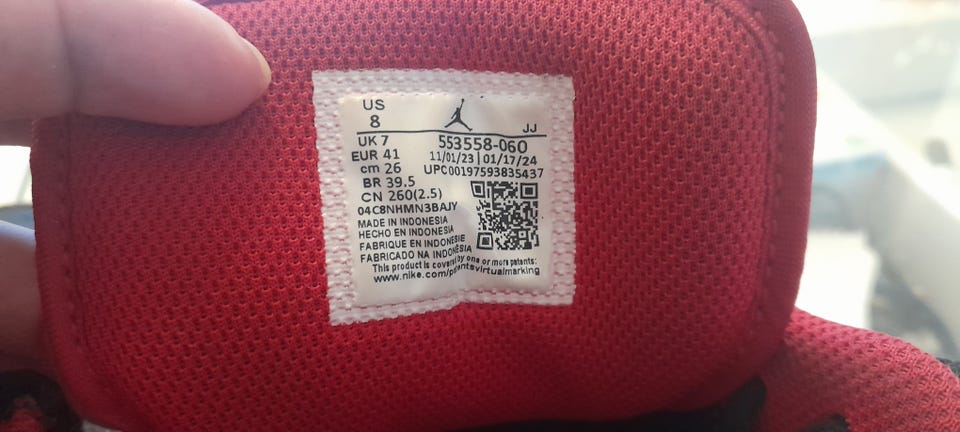 US
8
JJ
UK 7
553558-060
EUR 41
11/01/23 | 01/17/24
cm 26
UPC00197593835437
BR 39.5
CN 260(2.5)
04C8NHMN3BAJY
MADE IN INDONESIA
HECHO EN INDONESIA
FABRIQUE EN INDONESIE
FABRICADO NA INDONÉSIA
This product is covered by one or more patents:
www.nike.com/patentsvirtualmarking